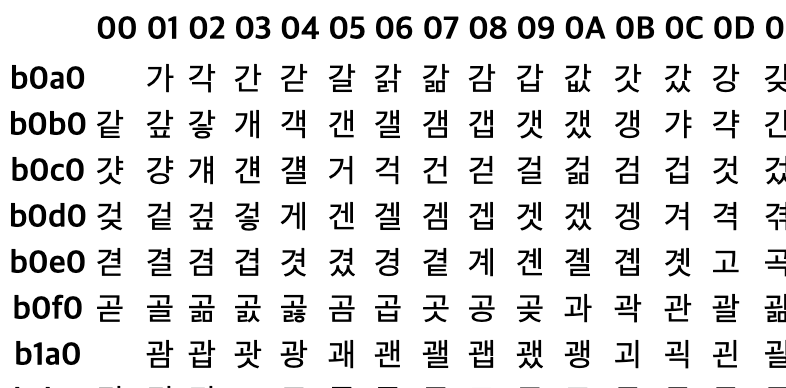 00 01 02 03 04 05 06 07 08 09 0A 0B 0C 0D
b0a0 가 각 간 갇 갈 갉 갊 감 갑 값 갓 갔 강 갖
b0b0 같 갚 갛 개 객 갠 갤 갬 갭 갯 갰 갱 갸 갹
b0c0 걋 걍 걔 걘 걜 거 걱 건 걷 걸 걺 검 겁 것
b0d0 겆 겉 겊 겋 게 겐 겔 겜 겝 겟 겠 겡 겨 격
b0e0 겯 결 겸 겹 겻 겼 경 곁 계 곈 곌 곕 곗 고
b0f0 곧 골 곪 곬 곯 곰 곱 곳 공 곶 과 곽 관 괄
b1a0 괌 괍 괏 광 괘 괜 괠 괩 괬 괭 괴 괵 괸